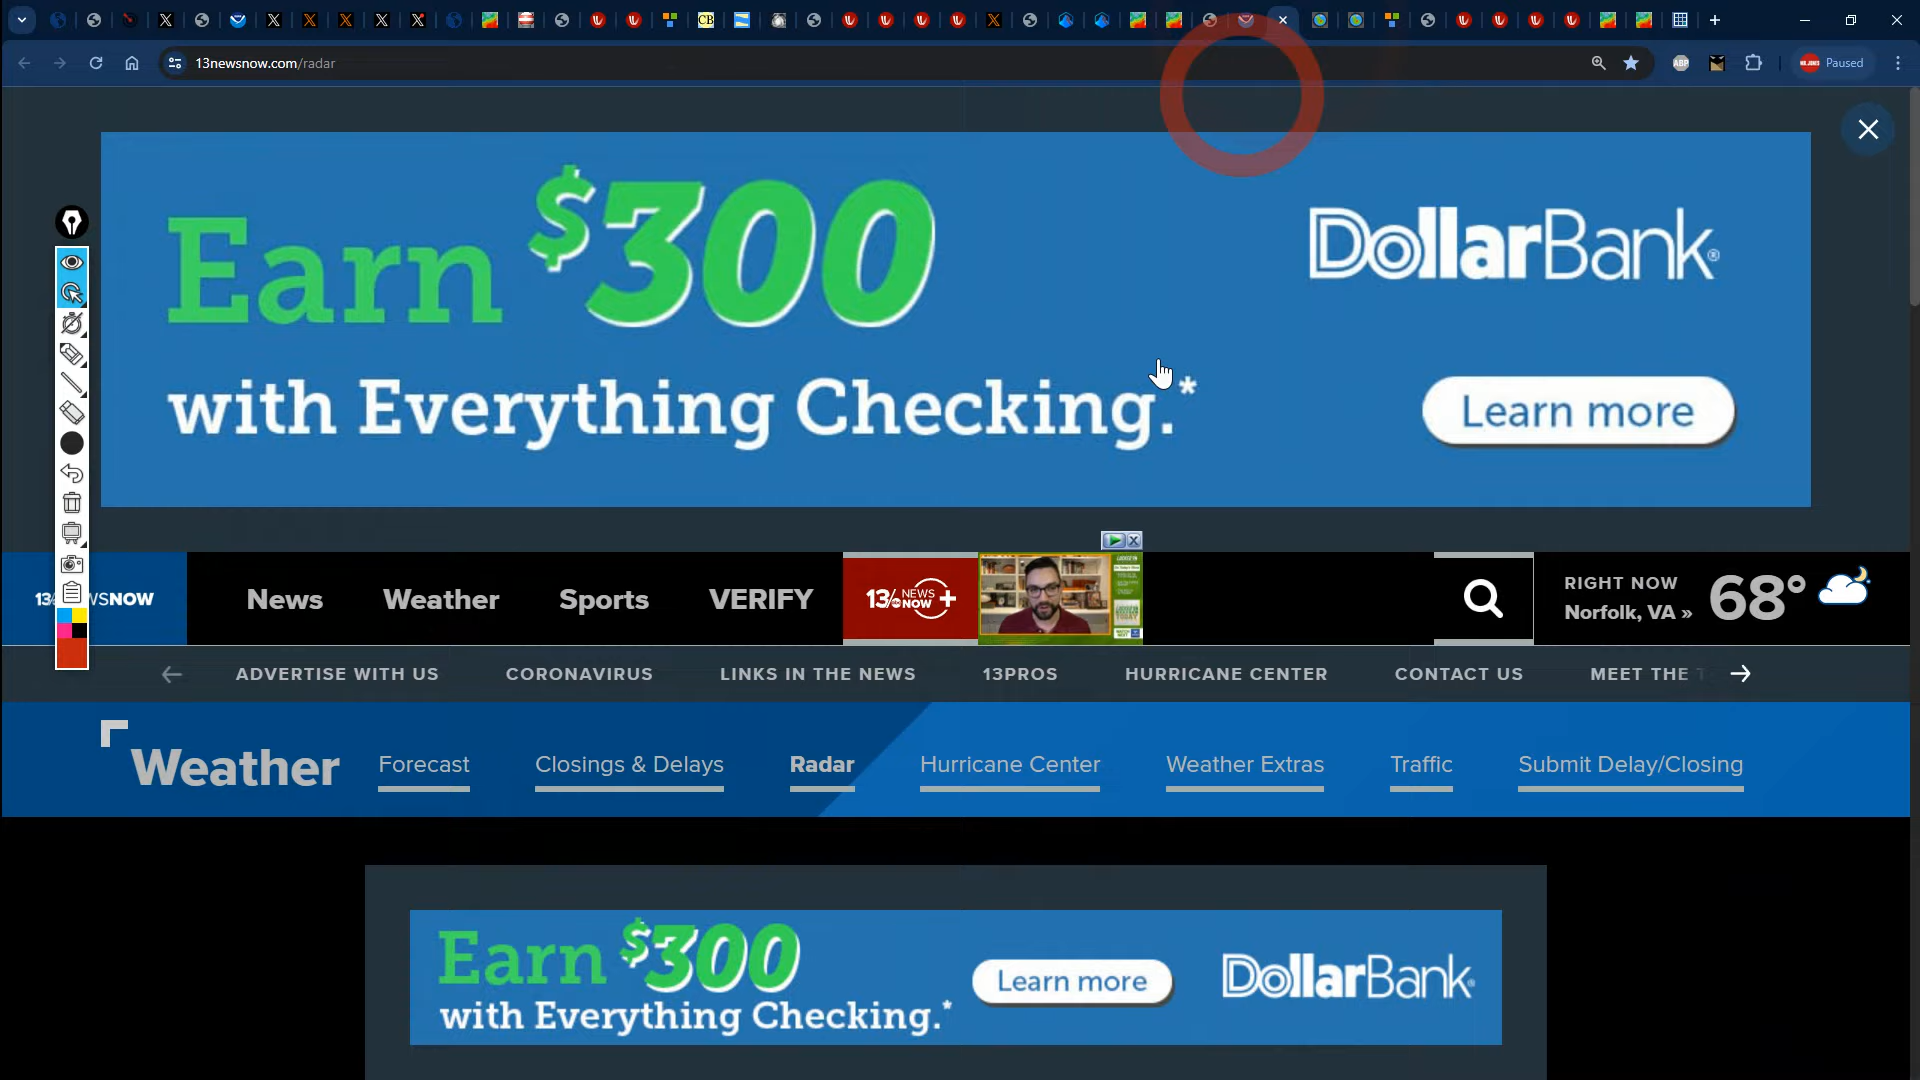 13newsnow.com/radar
ABP
Paused
Earn $300
with Everything Checking.*
DollarBank®
Learn more
NOW
News
Weather
Sports
VERIFY
13 NEWS NOW +
RIGHT NOW
Norfolk, VA »
68°
ADVERTISE WITH US
CORONAVIRUS
LINKS IN THE NEWS
13PROS
HURRICANE CENTER
CONTACT US
MEET THE
Weather
Forecast
Closings & Delays
Radar
Hurricane Center
Weather Extras
Traffic
Submit Delay/Closing
Earn $300
with Everything Checking.*
Learn more
DollarBank